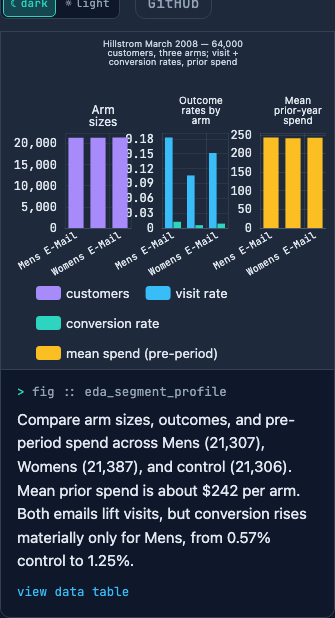 ☾ dark ☼ light GitHub
Hillstrom March 2008 — 64,000
customers, three arms; visit +
conversion rates, prior spend
Arm
sizes
Outcome
rates by
arm
Mean
prior-year
spend
20,000
15,000
10,000
5,000
0
0.18
0.15
0.12
0.09
0.06
0.03
0
250
200
150
100
50
0
Mens E-Mail
Womens E-Mail
Mens E-Mail
Womens E-Mail
Mens E-Mail
Womens E-Mail
customers visit rate
conversion rate
mean spend (pre-period)
> fig :: eda_segment_profile
Compare arm sizes, outcomes, and pre-
period spend across Mens (21,307),
Womens (21,387), and control (21,306).
Mean prior spend is about $242 per arm.
Both emails lift visits, but conversion rises
materially only for Mens, from 0.57%
control to 1.25%.
view data table